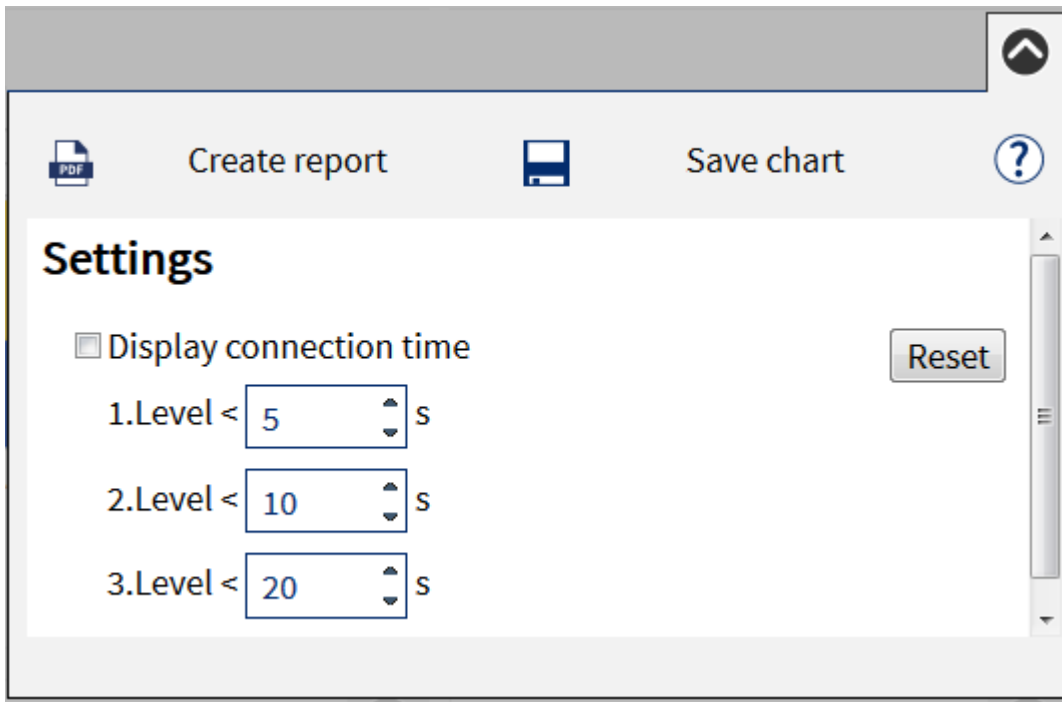 PDF Create report Save chart ?
Settings
Display connection time
Reset
1.Level < 5 s
2.Level < 10 s
3.Level < 20 s